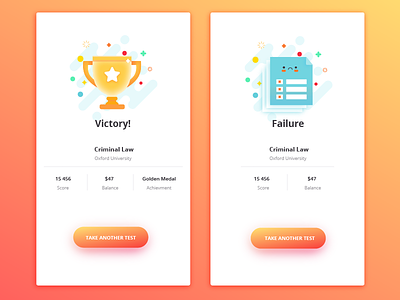 Victory!
Criminal Law
Oxford University
15 456
$47
Golden Medal
Score
Balance
Achievment
TAKE ANOTHER TEST
Failure
Criminal Law
Oxford University
15 456
$47
Score
Balance
TAKE ANOTHER TEST